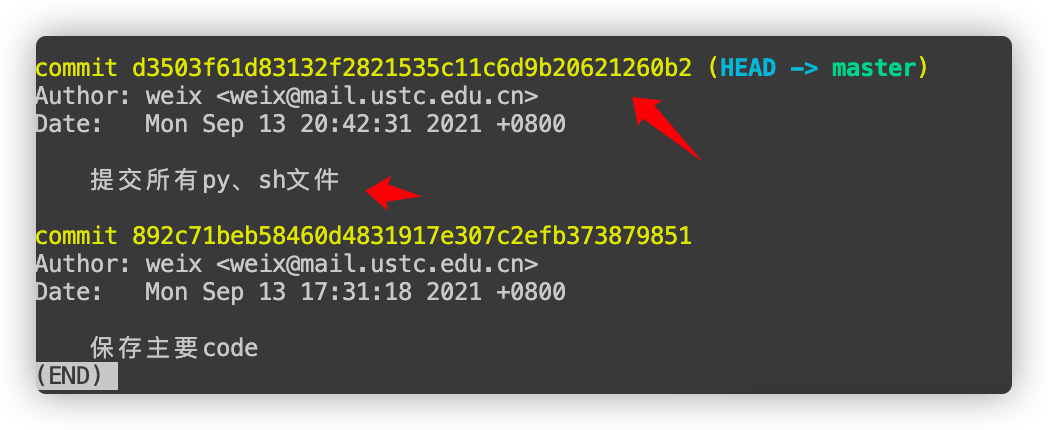 commit d3503f61d83132f2821535c11c6d9b20621260b2 (HEAD -> master)
Author: weix <weix@mail.ustc.edu.cn>
Date:   Mon Sep 13 20:42:31 2021 +0800
提交所有py、sh文件
commit 892c71beb58460d4831917e307c2efb373879851
Author: weix <weix@mail.ustc.edu.cn>
Date:   Mon Sep 13 17:31:18 2021 +0800
保存主要code
(END)